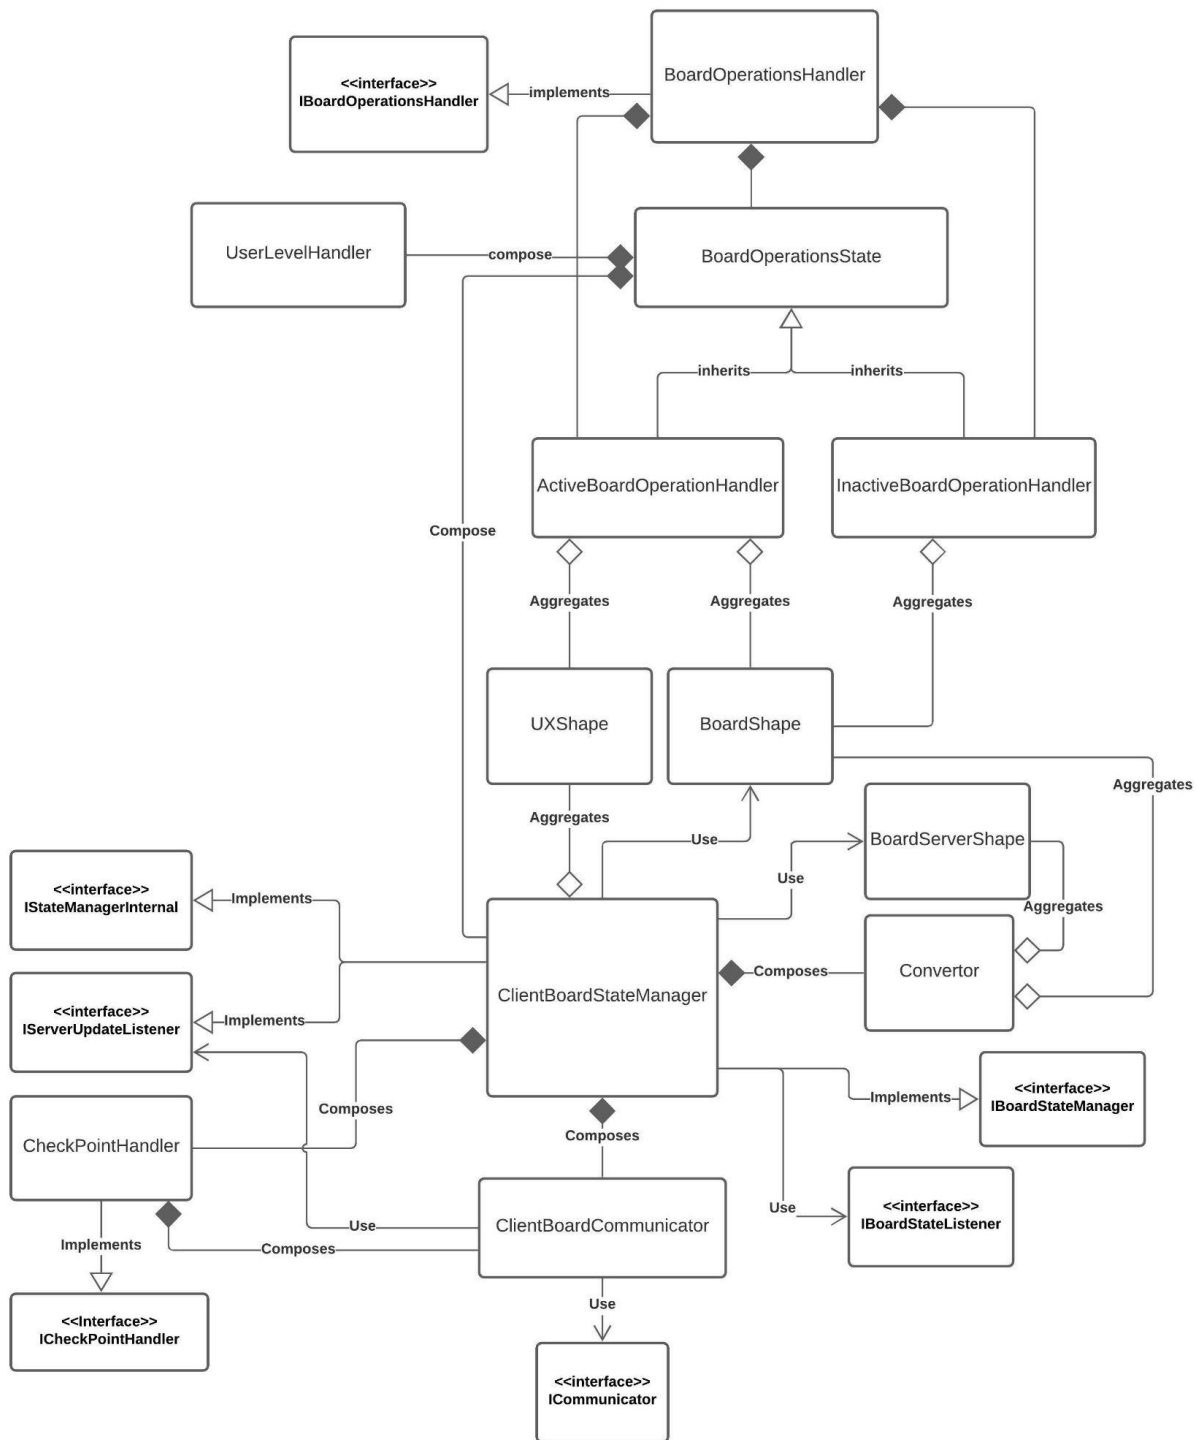 BoardOperationsHandler
<<interface>>
IBoardOperationsHandler
implements
UserLevelHandler
compose
BoardOperationsState
inherits
inherits
ActiveBoardOperationHandler
InactiveBoardOperationHandler
Compose
Aggregates
Aggregates
Aggregates
UXShape
BoardShape
Aggregates
Aggregates
Use
BoardServerShape
Use
<<interface>>
IStateManagerInternal
Implements
Aggregates
Convertor
Composes
ClientBoardStateManager
<<interface>>
IServerUpdateListener
Implements
<<interface>>
IBoardStateManager
Implements
Composes
Composes
CheckPointHandler
<<interface>>
IBoardStateListener
Use
ClientBoardCommunicator
Use
Implements
Composes
Use
<<Interface>>
ICheckPointHandler
<<interface>>
ICommunicator